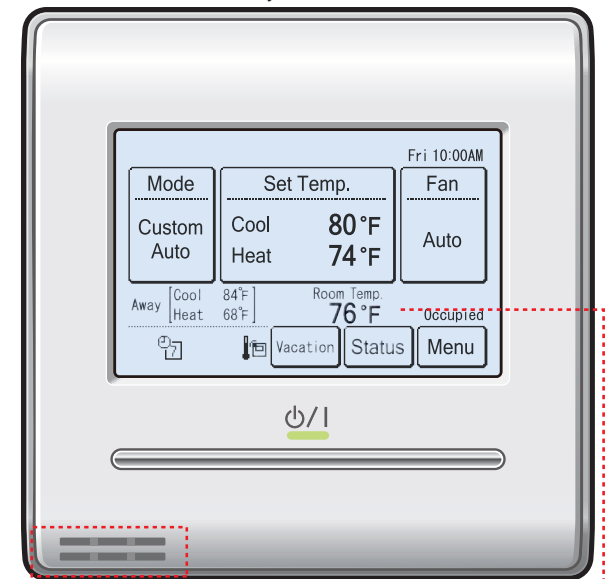 Fri 10:00AM
Mode
Set Temp.
Fan
Custom
Auto
Cool 80°F
Heat 74°F
Auto
Away [Cool 84°F]
[Heat 68°F]
Room Temp.
76°F
Occupied
7
Vacation
Status
Menu
⏻/I